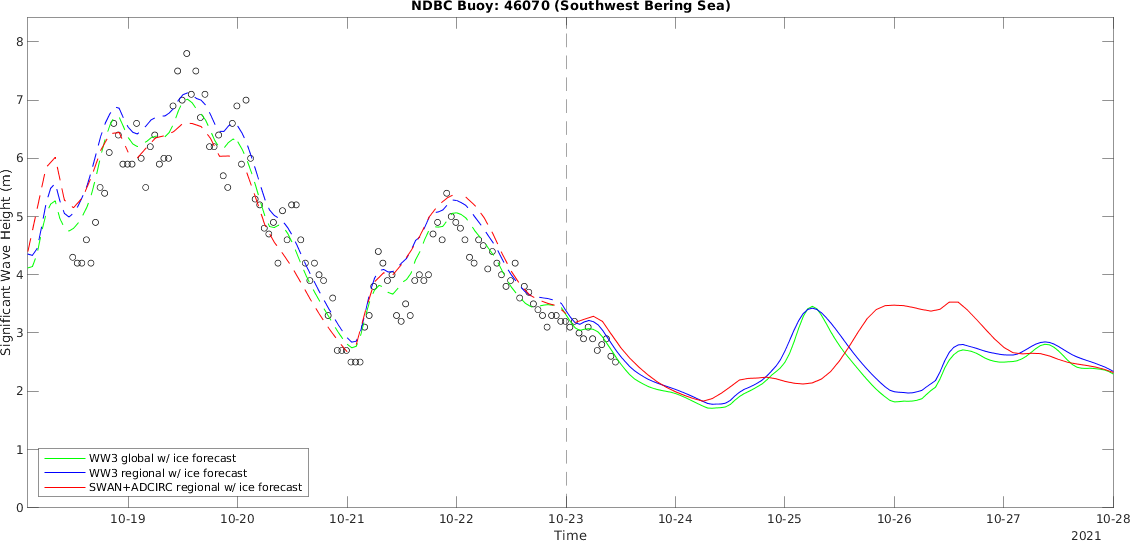 NDBC Buoy: 46070 (Southwest Bering Sea)
8
7
6
5
4
3
2
1
0
Significant Wave Height (m)
WW3 global w/ ice forecast
WW3 regional w/ ice forecast
SWAN+ADCIRC regional w/ ice forecast
10-19 10-20 10-21 10-22 10-23 10-24 10-25 10-26 10-27 10-28
Time
2021